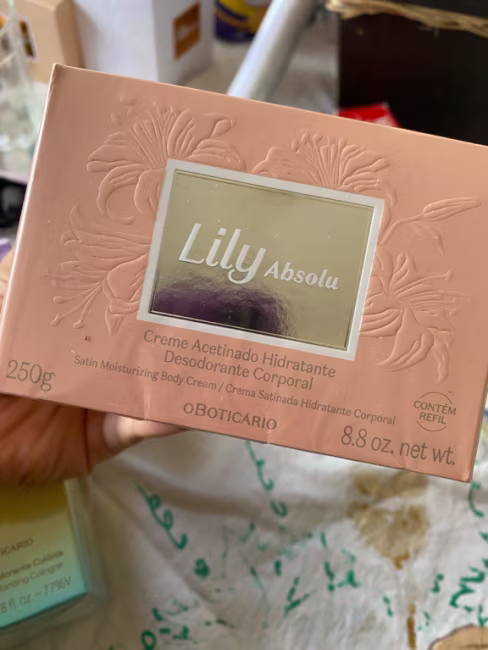 Lily Absolu
Creme Acetinado Hidratante
Desodorante Corporal
Satin Moisturizing Body Cream / Crema Satinada Hidratante Corporal
250g
oBOTICÁRIO
CONTÉM
REFIL
8.8 oz. net wt.